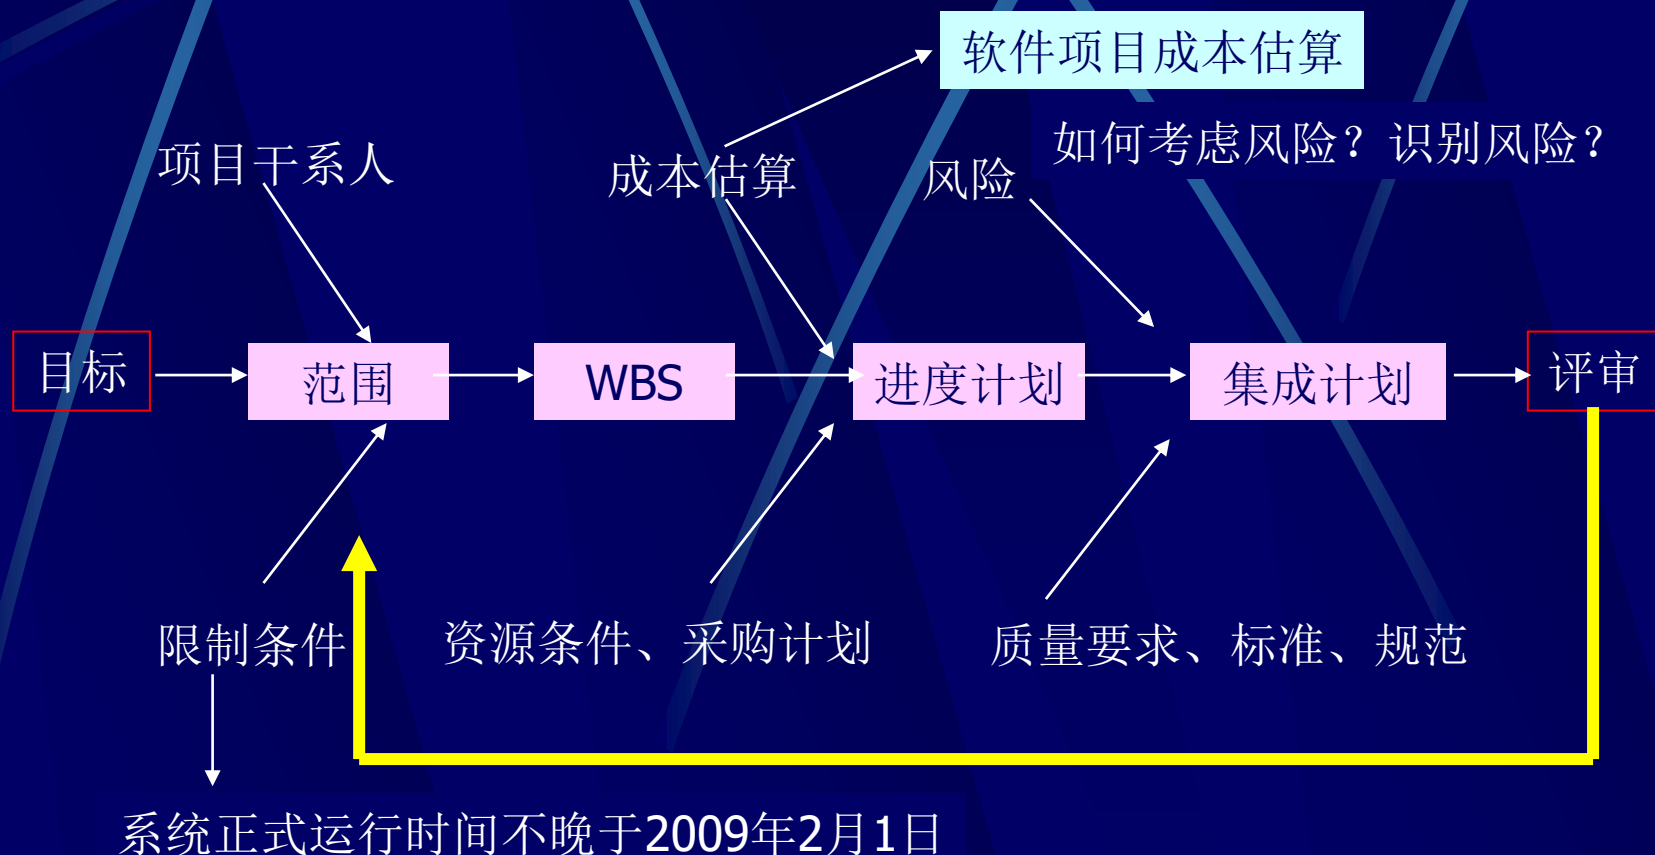 软件项目成本估算
如何考虑风险？识别风险？
项目干系人
成本估算
风险
目标
范围
WBS
进度计划
集成计划
评审
限制条件
资源条件、采购计划
质量要求、标准、规范
系统正式运行时间不晚于2009年2月1日